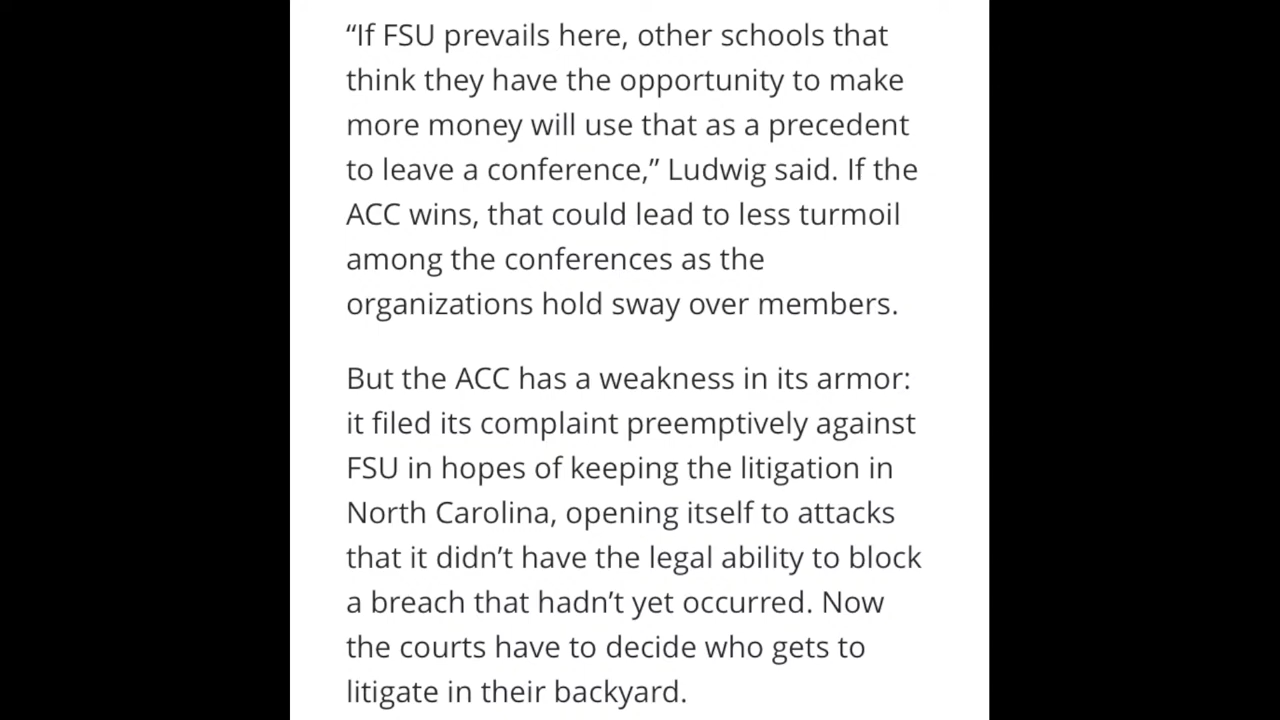 “If FSU prevails here, other schools that
think they have the opportunity to make
more money will use that as a precedent
to leave a conference,” Ludwig said. If the
ACC wins, that could lead to less turmoil
among the conferences as the
organizations hold sway over members.
But the ACC has a weakness in its armor:
it filed its complaint preemptively against
FSU in hopes of keeping the litigation in
North Carolina, opening itself to attacks
that it didn’t have the legal ability to block
a breach that hadn’t yet occurred. Now
the courts have to decide who gets to
litigate in their backyard.